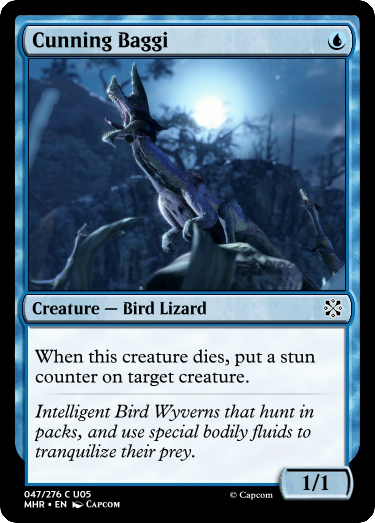 Cunning Baggi
Creature — Bird Lizard
When this creature dies, put a stun
counter on target creature.
Intelligent Bird Wyverns that hunt in
packs, and use special bodily fluids to
tranquilize their prey.
1/1
047/276 C U05
MHR • EN Capcom
© Capcom